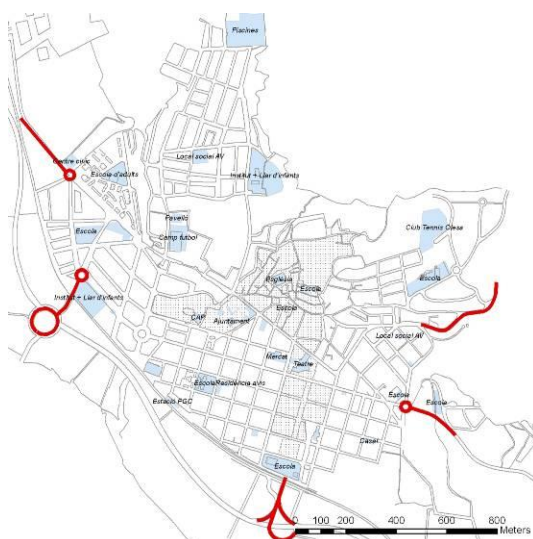 Piscines
Centre cívic
Local social AV
Escola d'adults
Institut + Llar d'infants
Pavelló
Escola
Camp futbol
Club Tennis Olesa
Església
Escola
Escola
Institut + Llar d'infants
Escola
CAP
Ajuntament
Local social AV
Mercat
Teatre
EscolaResidència avis
Estació FGC
Escola
Escola
Casal
Escola
0 100 200 400 600 800
Meters